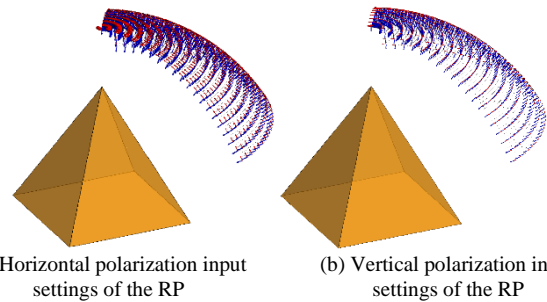 Horizontal polarization input
settings of the RP
(b) Vertical polarization in
settings of the RP